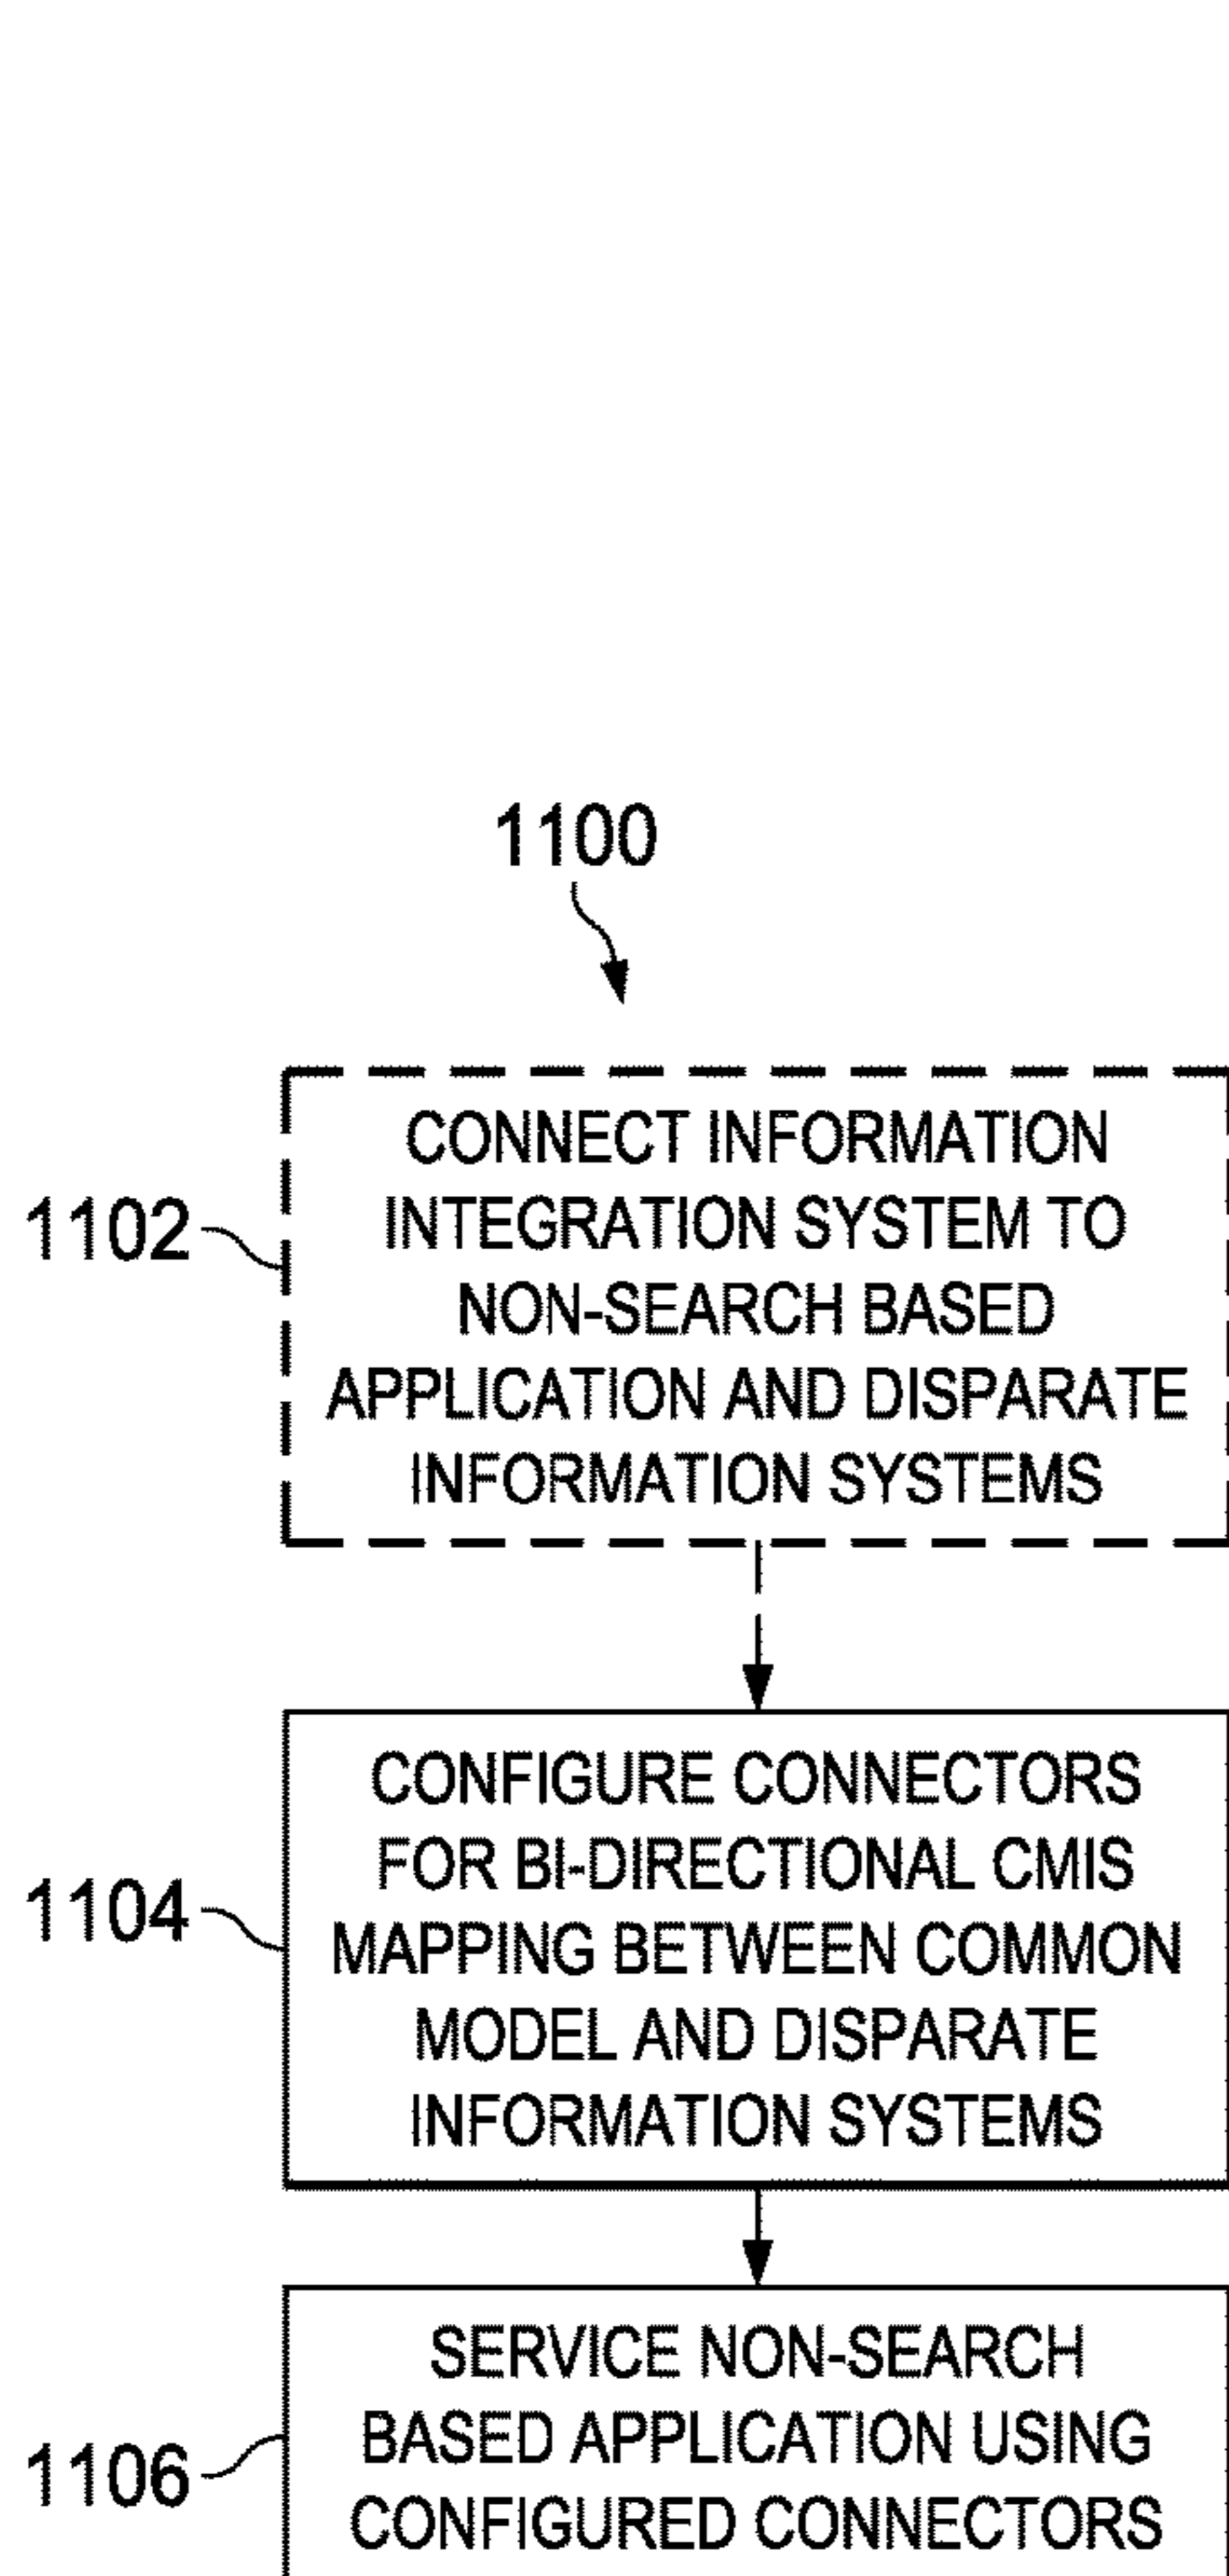 1100
1102
CONNECT INFORMATION
INTEGRATION SYSTEM TO
NON-SEARCH BASED
APPLICATION AND DISPARATE
INFORMATION SYSTEMS
1104
CONFIGURE CONNECTORS
FOR BI-DIRECTIONAL CMIS
MAPPING BETWEEN COMMON
MODEL AND DISPARATE
INFORMATION SYSTEMS
1106
SERVICE NON-SEARCH
BASED APPLICATION USING
CONFIGURED CONNECTORS